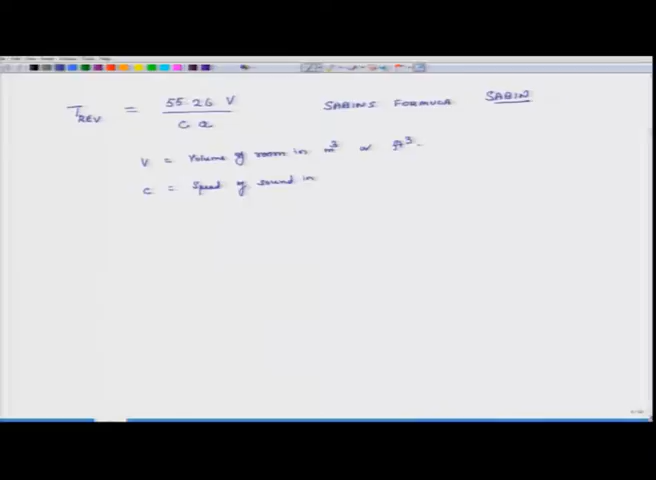 T_REV = 55.26 V / C a SABINS FORMULA SABIN
V = Volume of room in m³ or ft³.
C = Speed of sound in